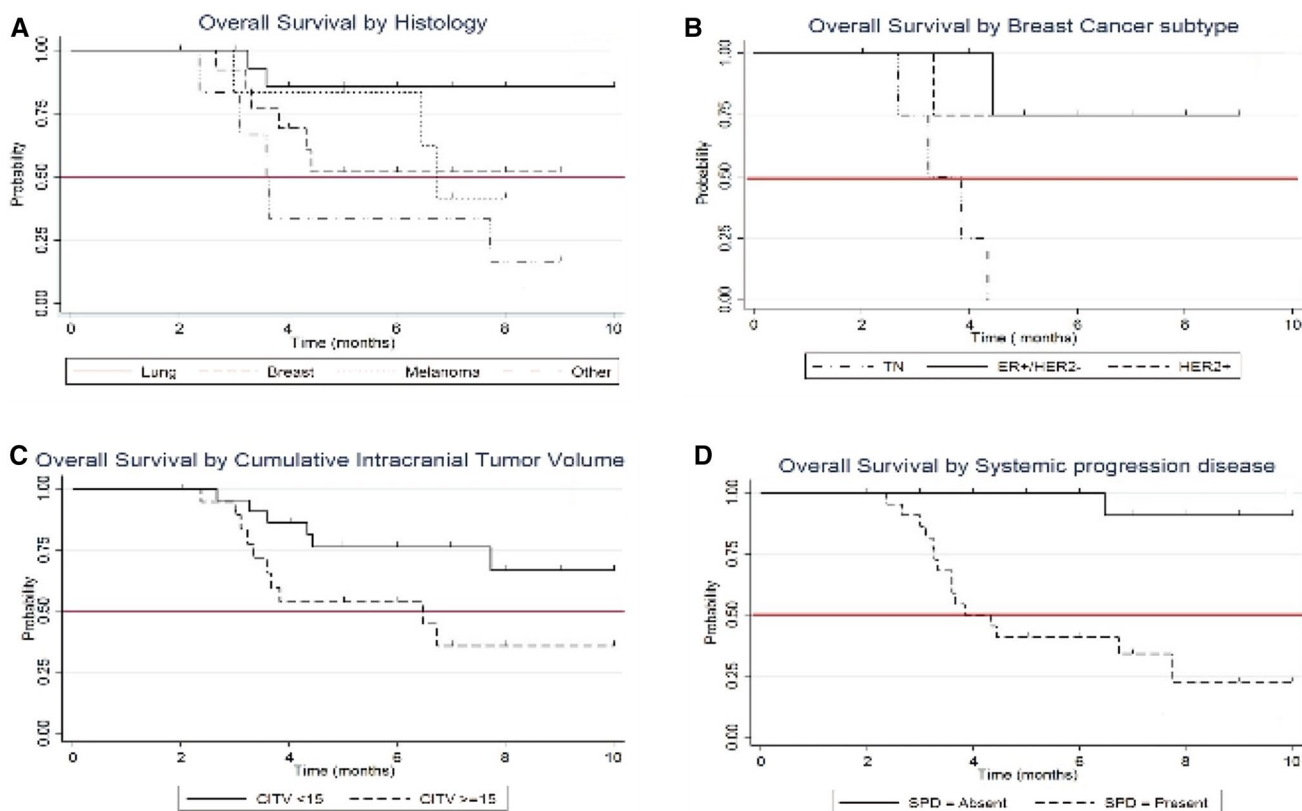 A
Overall Survival by Histology
Probability
1.00
0.75
0.50
0.25
0.00
0 2 4 6 8 10
Time (months)
Lung Breast Melanoma Other
B
Overall Survival by Breast Cancer subtype
Probability
1.00
0.75
0.50
0.25
0.00
0 2 4 6 8 10
Time ( months)
TN ER+/HER2- HER2+
C
Overall Survival by Cumulative Intracranial Tumor Volume
Probability
1.00
0.75
0.50
0.25
0.00
0 2 4 6 8 10
Time (months)
CITV <15 CITV >=15
D
Overall Survival by Systemic progression disease
Probability
1.00
0.75
0.50
0.25
0.00
0 2 4 6 8 10
Time (months)
SPD = Absent SPD = Present